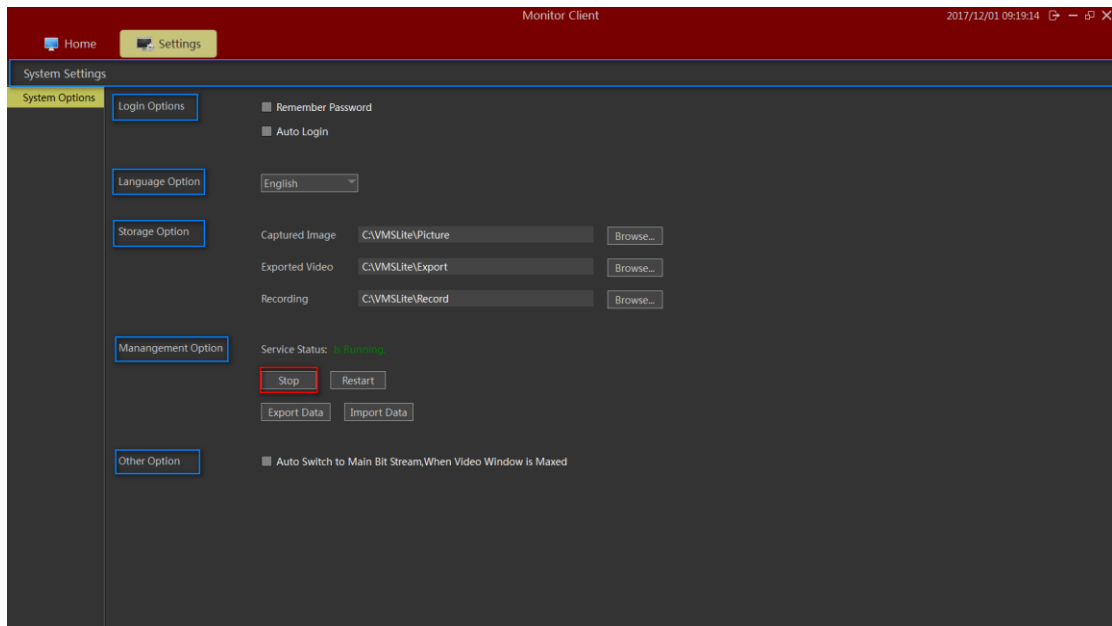 Monitor Client
2017/12/01 09:19:14
Home
Settings
System Settings
System Options
Login Options
Remember Password
Auto Login
Language Option
English
Storage Option
Captured Image
C:\VMSLite\Picture
Browse...
Exported Video
C:\VMSLite\Export
Browse...
Recording
C:\VMSLite\Record
Browse...
Manangement Option
Service Status: Is Running.
Stop
Restart
Export Data
Import Data
Other Option
Auto Switch to Main Bit Stream,When Video Window is Maxed